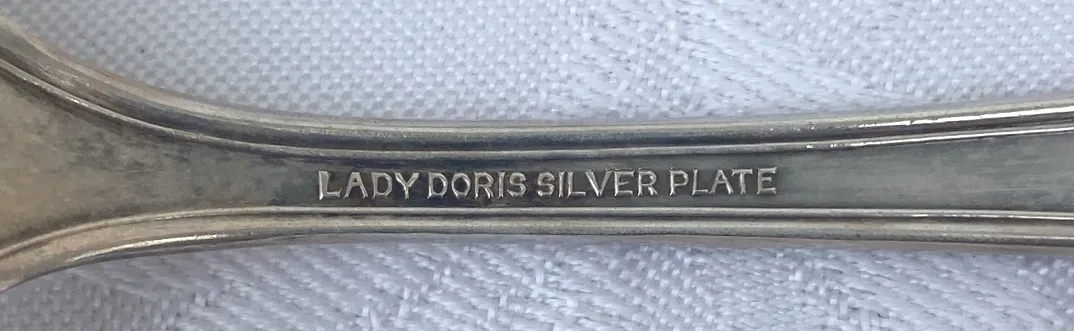 LADY DORIS SILVER PLATE